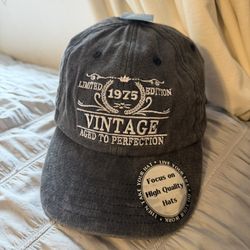 LIMITED EDITION
1975
VINTAGE
AGED TO PERFECTION
Focus on
High Quality
Hats